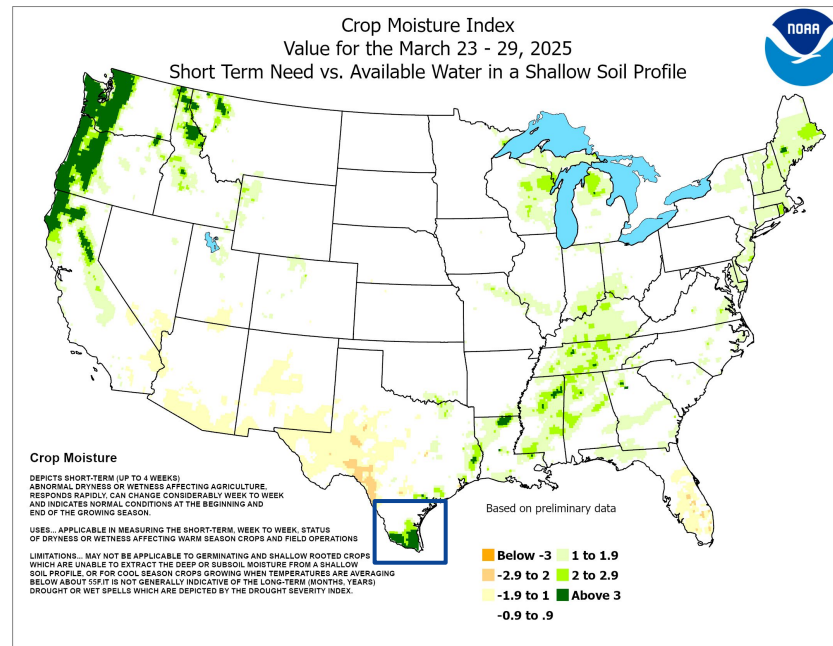 Crop Moisture Index
Value for the March 23 - 29, 2025
Short Term Need vs. Available Water in a Shallow Soil Profile
NOAA
Crop Moisture
DEPICTS SHORT-TERM (UP TO 4 WEEKS)
ABNORMAL DRYNESS OR WETNESS AFFECTING AGRICULTURE,
RESPONDS RAPIDLY, CAN CHANGE CONSIDERABLY WEEK TO WEEK
AND INDICATES NORMAL CONDITIONS AT THE BEGINNING AND
END OF THE GROWING SEASON.
USES... APPLICABLE IN MEASURING THE SHORT-TERM, WEEK TO WEEK, STATUS
OF DRYNESS OR WETNESS AFFECTING WARM SEASON CROPS AND FIELD OPERATIONS
LIMITATIONS... MAY NOT BE APPLICABLE TO GERMINATING AND SHALLOW ROOTED CROPS
WHICH ARE UNABLE TO EXTRACT THE DEEP OR SUBSOIL MOISTURE FROM A SHALLOW
SOIL PROFILE, OR FOR COOL SEASON CROPS GROWING WHEN TEMPERATURES ARE AVERAGING
BELOW ABOUT 55F.IT IS NOT GENERALLY INDICATIVE OF THE LONG-TERM (MONTHS, YEARS)
DROUGHT OR WET SPELLS WHICH ARE DEPICTED BY THE DROUGHT SEVERITY INDEX.
Based on preliminary data
Below -3
1 to 1.9
-2.9 to 2
2 to 2.9
-1.9 to 1
Above 3
-0.9 to .9